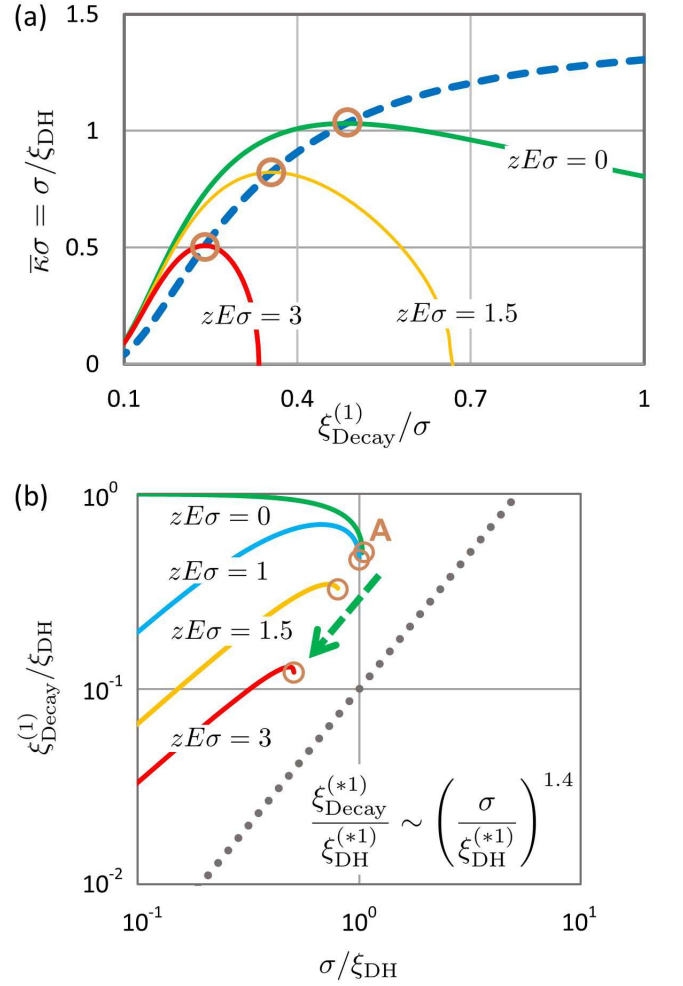 (a)
1.5
1
0.5
0
κ̅σ = σ/ξ_DH
zEσ = 0
zEσ = 3
zEσ = 1.5
0.1
0.4
0.7
1
ξ_Decay^(1)/σ
(b)
10^0
10^-1
10^-2
ξ_Decay^(1)/ξ_DH
zEσ = 0
A
zEσ = 1
zEσ = 1.5
zEσ = 3
ξ_Decay^(*1)/ξ_DH^(*1) ∼ (σ/ξ_DH^(*1))^1.4
10^-1
10^0
10^1
σ/ξ_DH